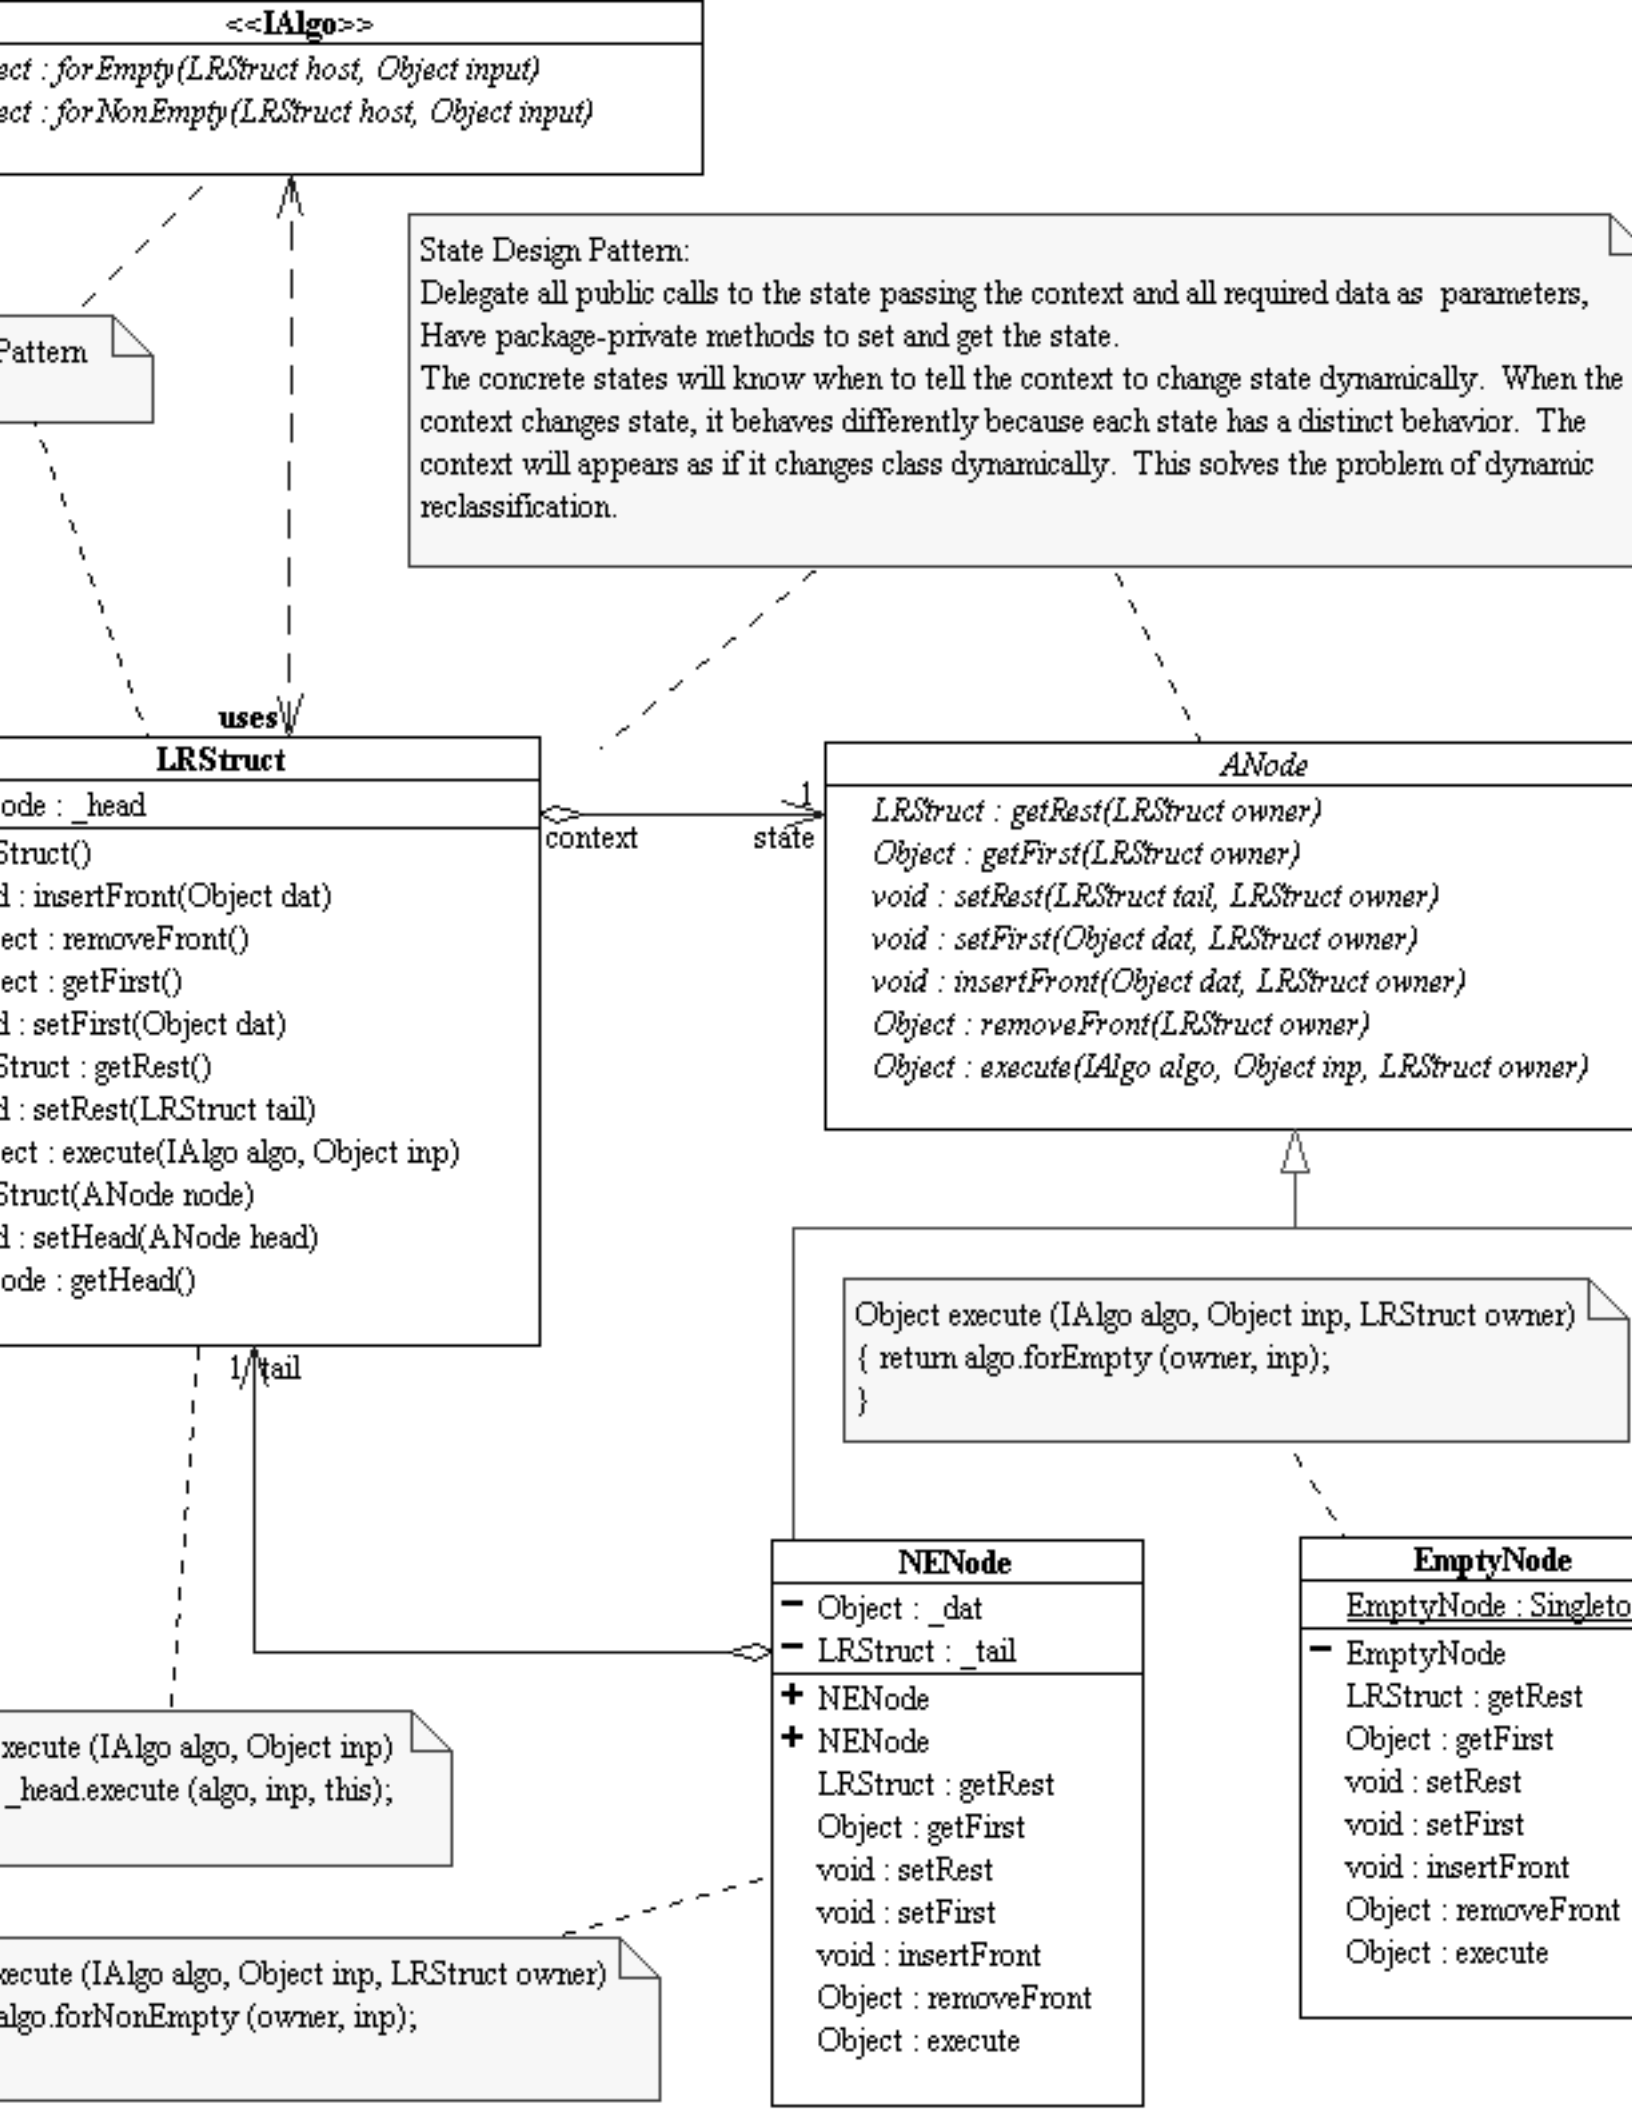 <<IAlgo>>
ect : forEmpty(LRStruct host, Object input)
ect : forNonEmpty(LRStruct host, Object input)
State Design Pattern:
Delegate all public calls to the state passing the context and all required data as  parameters,
Have package-private methods to set and get the state.
The concrete states will know when to tell the context to change state dynamically.  When the
context changes state, it behaves differently because each state has a distinct behavior.  The
context will appears as if it changes class dynamically.  This solves the problem of dynamic
reclassification.
Pattern
uses
LRStruct
ode : _head
Struct()
d : insertFront(Object dat)
ect : removeFront()
ect : getFirst()
d : setFirst(Object dat)
Struct : getRest()
d : setRest(LRStruct tail)
ect : execute(IAlgo algo, Object inp)
Struct(ANode node)
d : setHead(ANode head)
ode : getHead()
context
1
state
ANode
LRStruct : getRest(LRStruct owner)
Object : getFirst(LRStruct owner)
void : setRest(LRStruct tail, LRStruct owner)
void : setFirst(Object dat, LRStruct owner)
void : insertFront(Object dat, LRStruct owner)
Object : removeFront(LRStruct owner)
Object : execute(IAlgo algo, Object inp, LRStruct owner)
Object execute (IAlgo algo, Object inp, LRStruct owner)
{ return algo.forEmpty (owner, inp);
}
1 tail
NENode
- Object : _dat
- LRStruct : _tail
+ NENode
+ NENode
LRStruct : getRest
Object : getFirst
void : setRest
void : setFirst
void : insertFront
Object : removeFront
Object : execute
EmptyNode
EmptyNode : Singleto
- EmptyNode
LRStruct : getRest
Object : getFirst
void : setRest
void : setFirst
void : insertFront
Object : removeFront
Object : execute
xecute (IAlgo algo, Object inp)
_head.execute (algo, inp, this);
xecute (IAlgo algo, Object inp, LRStruct owner)
algo.forNonEmpty (owner, inp);